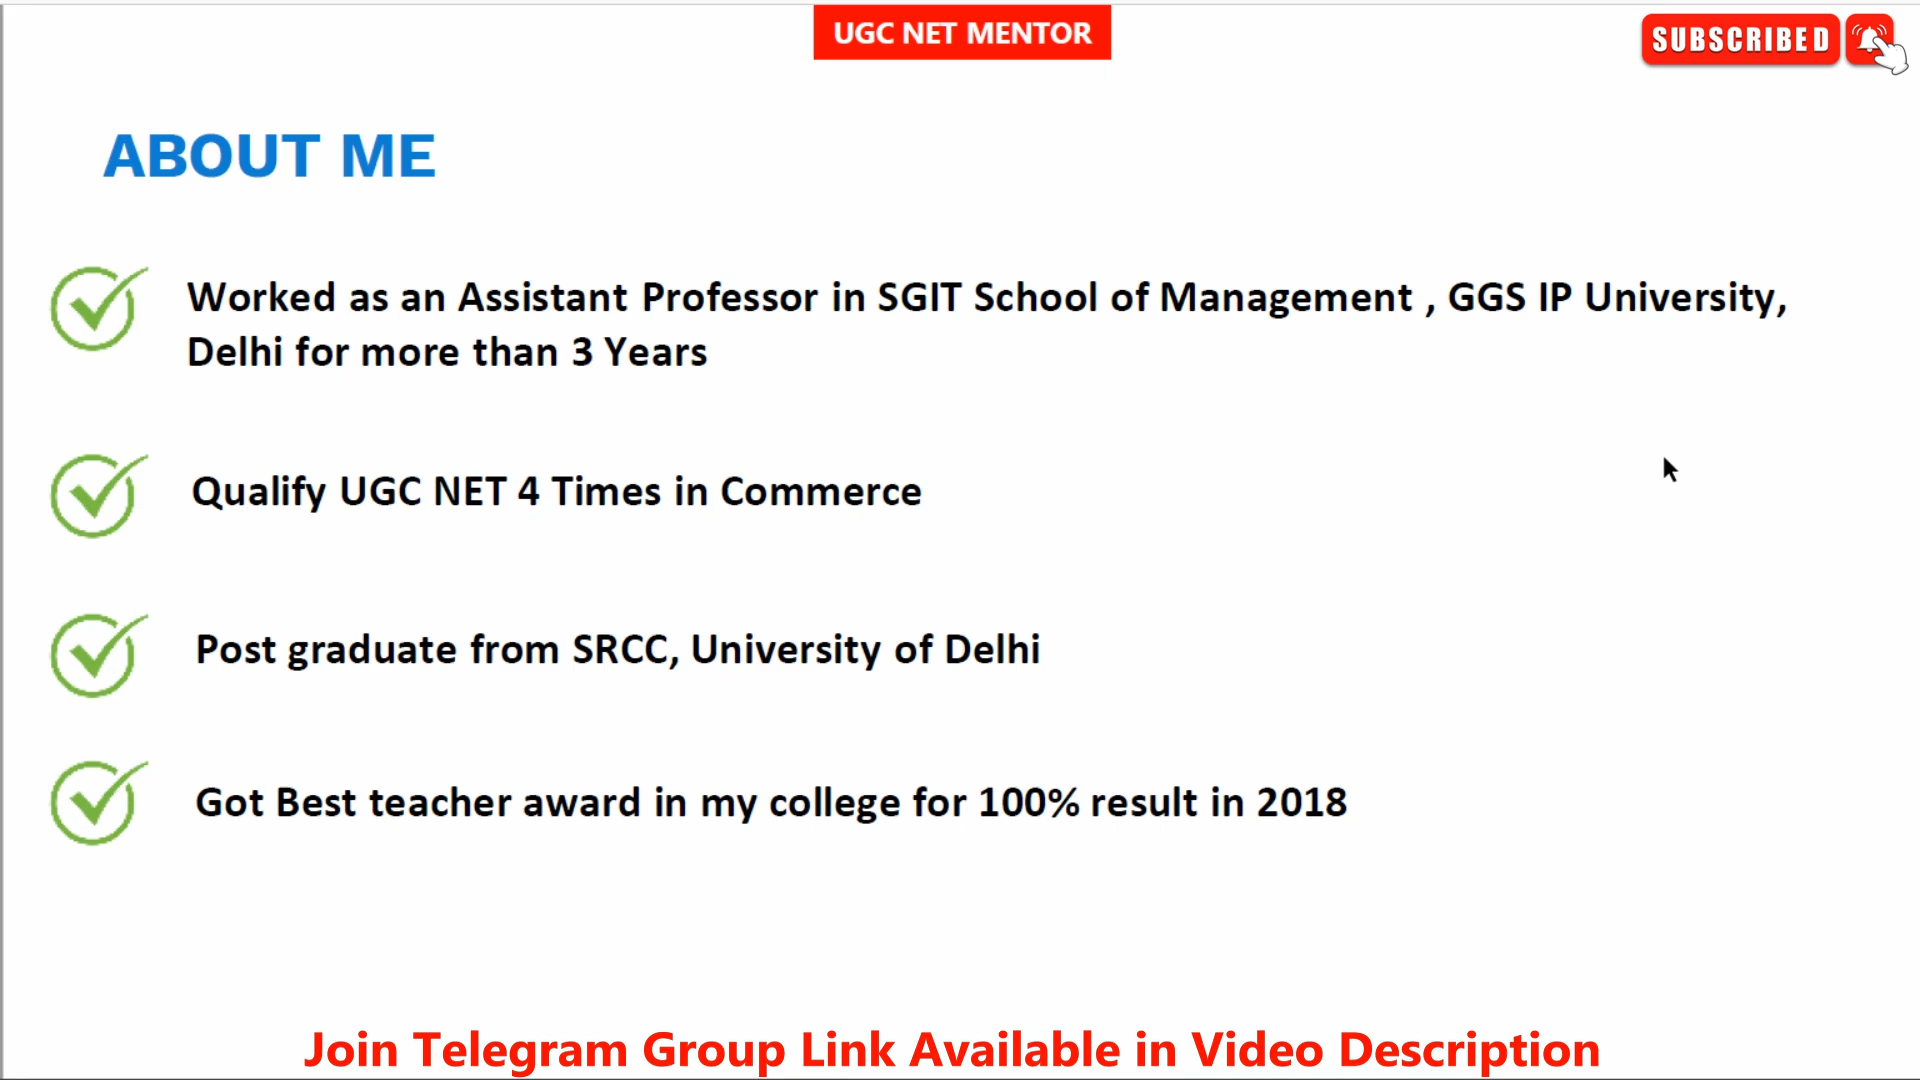 UGC NET MENTOR
SUBSCRIBED
ABOUT ME
Worked as an Assistant Professor in SGIT School of Management , GGS IP University,
Delhi for more than 3 Years
Qualify UGC NET 4 Times in Commerce
Post graduate from SRCC, University of Delhi
Got Best teacher award in my college for 100% result in 2018
Join Telegram Group Link Available in Video Description